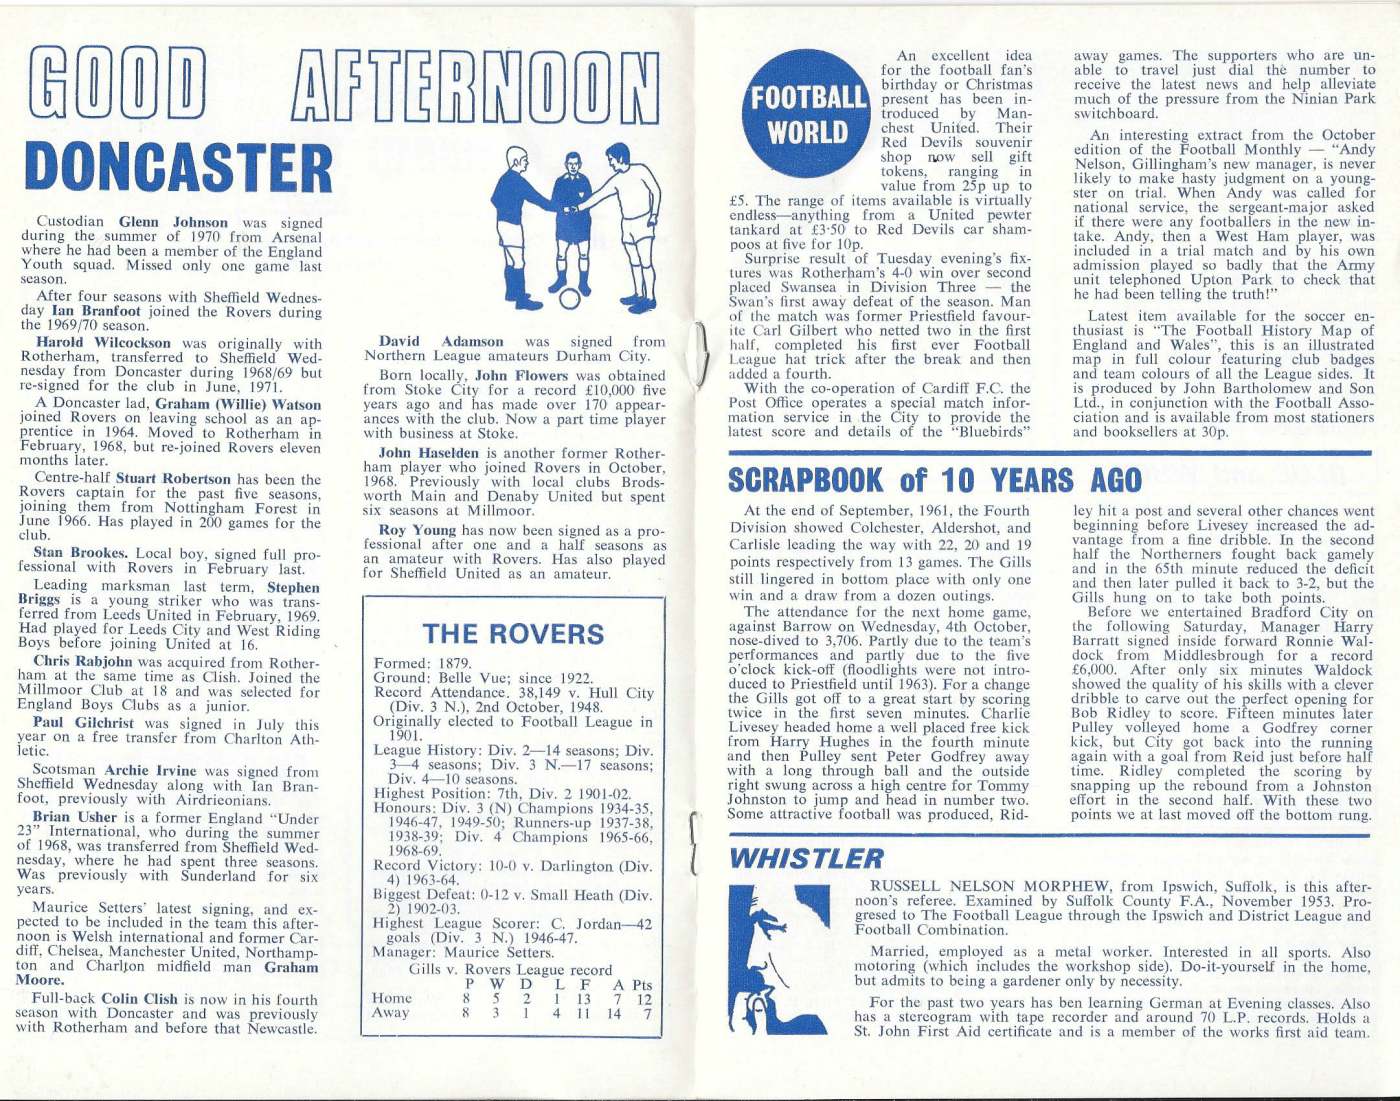 GOOD AFTERNOON
DONCASTER
Custodian Glenn Johnson was signed
during the summer of 1970 from Arsenal
where he had been a member of the England
Youth squad. Missed only one game last
season.
After four seasons with Sheffield Wednes-
day Ian Branfoot joined the Rovers during
the 1969/70 season.
Harold Wilcockson was originally with
Rotherham, transferred to Sheffield Wed-
nesday from Doncaster during 1968/69 but
re-signed for the club in June, 1971.
A Doncaster lad, Graham (Willie) Watson
joined Rovers on leaving school as an ap-
prentice in 1964. Moved to Rotherham in
February, 1968, but re-joined Rovers eleven
months later.
Centre-half Stuart Robertson has been the
Rovers captain for the past five seasons,
joining them from Nottingham Forest in
June 1966. Has played in 200 games for the
club.
Stan Brookes. Local boy, signed full pro-
fessional with Rovers in February last.
Leading marksman last term, Stephen
Briggs is a young striker who was trans-
ferred from Leeds United in February, 1969.
Had played for Leeds City and West Riding
Boys before joining United at 16.
Chris Rabjohn was acquired from Rother-
ham at the same time as Clish. Joined the
Millmoor Club at 18 and was selected for
England Boys Clubs as a junior.
Paul Gilchrist was signed in July this
year on a free transfer from Charlton Ath-
letic.
Scotsman Archie Irvine was signed from
Sheffield Wednesday along with Ian Bran-
foot, previously with Airdrieonians.
Brian Usher is a former England "Under
23" International, who during the summer
of 1968, was transferred from Sheffield Wed-
nesday, where he had spent three seasons.
Was previously with Sunderland for six
years.
Maurice Setters' latest signing, and ex-
pected to be included in the team this after-
noon is Welsh international and former Car-
diff, Chelsea, Manchester United, Northamp-
ton and Charlton midfield man Graham
Moore.
Full-back Colin Clish is now in his fourth
season with Doncaster and was previously
with Rotherham and before that Newcastle.
David Adamson was signed from
Northern League amateurs Durham City.
Born locally, John Flowers was obtained
from Stoke City for a record £10,000 five
years ago and has made over 170 appear-
ances with the club. Now a part time player
with business at Stoke.
John Haselden is another former Rother-
ham player who joined Rovers in October,
1968. Previously with local clubs Brods-
worth Main and Denaby United but spent
six seasons at Millmoor.
Roy Young has now been signed as a pro-
fessional after one and a half seasons as
an amateur with Rovers. Has also played
for Sheffield United as an amateur.
THE ROVERS
Formed: 1879.
Ground: Belle Vue; since 1922.
Record Attendance. 38,149 v. Hull City
(Div. 3 N.), 2nd October, 1948.
Originally elected to Football League in
1901.
League History: Div. 2—14 seasons; Div.
3—4 seasons; Div. 3 N.—17 seasons;
Div. 4—10 seasons.
Highest Position: 7th, Div. 2 1901-02.
Honours: Div. 3 (N) Champions 1934-35,
1946-47, 1949-50; Runners-up 1937-38,
1938-39; Div. 4 Champions 1965-66,
1968-69.
Record Victory: 10-0 v. Darlington (Div.
4) 1963-64.
Biggest Defeat: 0-12 v. Small Heath (Div.
2) 1902-03.
Highest League Scorer: C. Jordan—42
goals (Div. 3 N.) 1946-47.
Manager: Maurice Setters.
Gills v. Rovers League record
P W D L F A Pts
Home 8 5 2 1 13 7 12
Away 8 3 1 4 11 14 7
FOOTBALL
WORLD
An excellent idea
for the football fan's
birthday or Christmas
present has been in-
troduced by Man-
chest United. Their
Red Devils souvenir
shop now sell gift
tokens, ranging in
value from 25p up to
£5. The range of items available is virtually
endless—anything from a United pewter
tankard at £3·50 to Red Devils car sham-
poos at five for 10p.
Surprise result of Tuesday evening's fix-
tures was Rotherham's 4-0 win over second
placed Swansea in Division Three — the
Swan's first away defeat of the season. Man
of the match was former Priestfield favour-
ite Carl Gilbert who netted two in the first
half, completed his first ever Football
League hat trick after the break and then
added a fourth.
With the co-operation of Cardiff F.C. the
Post Office operates a special match infor-
mation service in the City to provide the
latest score and details of the "Bluebirds"
away games. The supporters who are un-
able to travel just dial the number to
receive the latest news and help alleviate
much of the pressure from the Ninian Park
switchboard.
An interesting extract from the October
edition of the Football Monthly — "Andy
Nelson, Gillingham's new manager, is never
likely to make hasty judgment on a young-
ster on trial. When Andy was called for
national service, the sergeant-major asked
if there were any footballers in the new in-
take. Andy, then a West Ham player, was
included in a trial match and by his own
admission played so badly that the Army
unit telephoned Upton Park to check that
he had been telling the truth!"
Latest item available for the soccer en-
thusiast is "The Football History Map of
England and Wales", this is an illustrated
map in full colour featuring club badges
and team colours of all the League sides. It
is produced by John Bartholomew and Son
Ltd., in conjunction with the Football Asso-
ciation and is available from most stationers
and booksellers at 30p.
SCRAPBOOK of 10 YEARS AGO
At the end of September, 1961, the Fourth
Division showed Colchester, Aldershot, and
Carlisle leading the way with 22, 20 and 19
points respectively from 13 games. The Gills
still lingered in bottom place with only one
win and a draw from a dozen outings.
The attendance for the next home game,
against Barrow on Wednesday, 4th October,
nose-dived to 3,706. Partly due to the team's
performances and partly due to the five
o'clock kick-off (floodlights were not intro-
duced to Priestfield until 1963). For a change
the Gills got off to a great start by scoring
twice in the first seven minutes. Charlie
Livesey headed home a well placed free kick
from Harry Hughes in the fourth minute
and then Pulley sent Peter Godfrey away
with a long through ball and the outside
right swung across a high centre for Tommy
Johnston to jump and head in number two.
Some attractive football was produced, Rid-
ley hit a post and several other chances went
beginning before Livesey increased the ad-
vantage from a fine dribble. In the second
half the Northerners fought back gamely
and in the 65th minute reduced the deficit
and then later pulled it back to 3-2, but the
Gills hung on to take both points.
Before we entertained Bradford City on
the following Saturday, Manager Harry
Barratt signed inside forward Ronnie Wal-
dock from Middlesbrough for a record
£6,000. After only six minutes Waldock
showed the quality of his skills with a clever
dribble to carve out the perfect opening for
Bob Ridley to score. Fifteen minutes later
Pulley volleyed home a Godfrey corner
kick, but City got back into the running
again with a goal from Reid just before half
time. Ridley completed the scoring by
snapping up the rebound from a Johnston
effort in the second half. With these two
points we at last moved off the bottom rung.
WHISTLER
RUSSELL NELSON MORPHEW, from Ipswich, Suffolk, is this after-
noon's referee. Examined by Suffolk County F.A., November 1953. Pro-
gresed to The Football League through the Ipswich and District League and
Football Combination.
Married, employed as a metal worker. Interested in all sports. Also
motoring (which includes the workshop side). Do-it-yourself in the home,
but admits to being a gardener only by necessity.
For the past two years has ben learning German at Evening classes. Also
has a stereogram with tape recorder and around 70 L.P. records. Holds a
St. John First Aid certificate and is a member of the works first aid team.